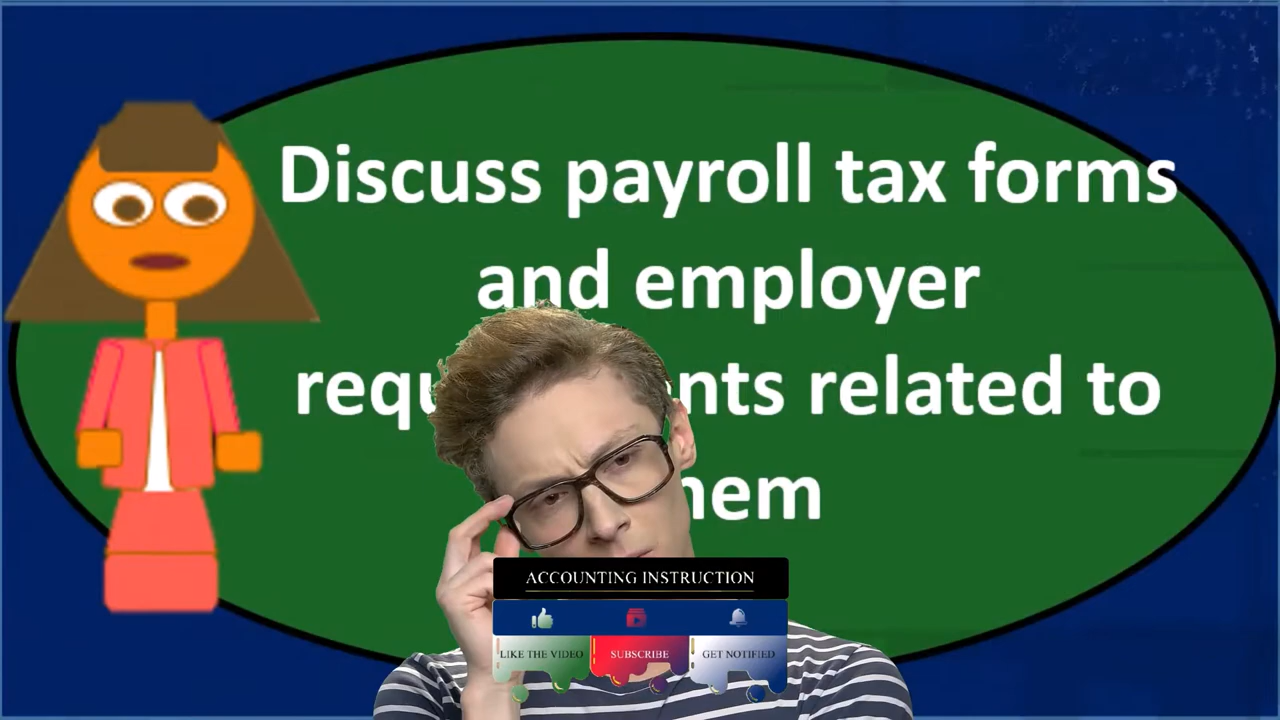 Discuss payroll tax forms
and employer
related to
ACCOUNTING INSTRUCTION
LIKE THE VIDEO
SUBSCRIBE
GET NOTIFIED